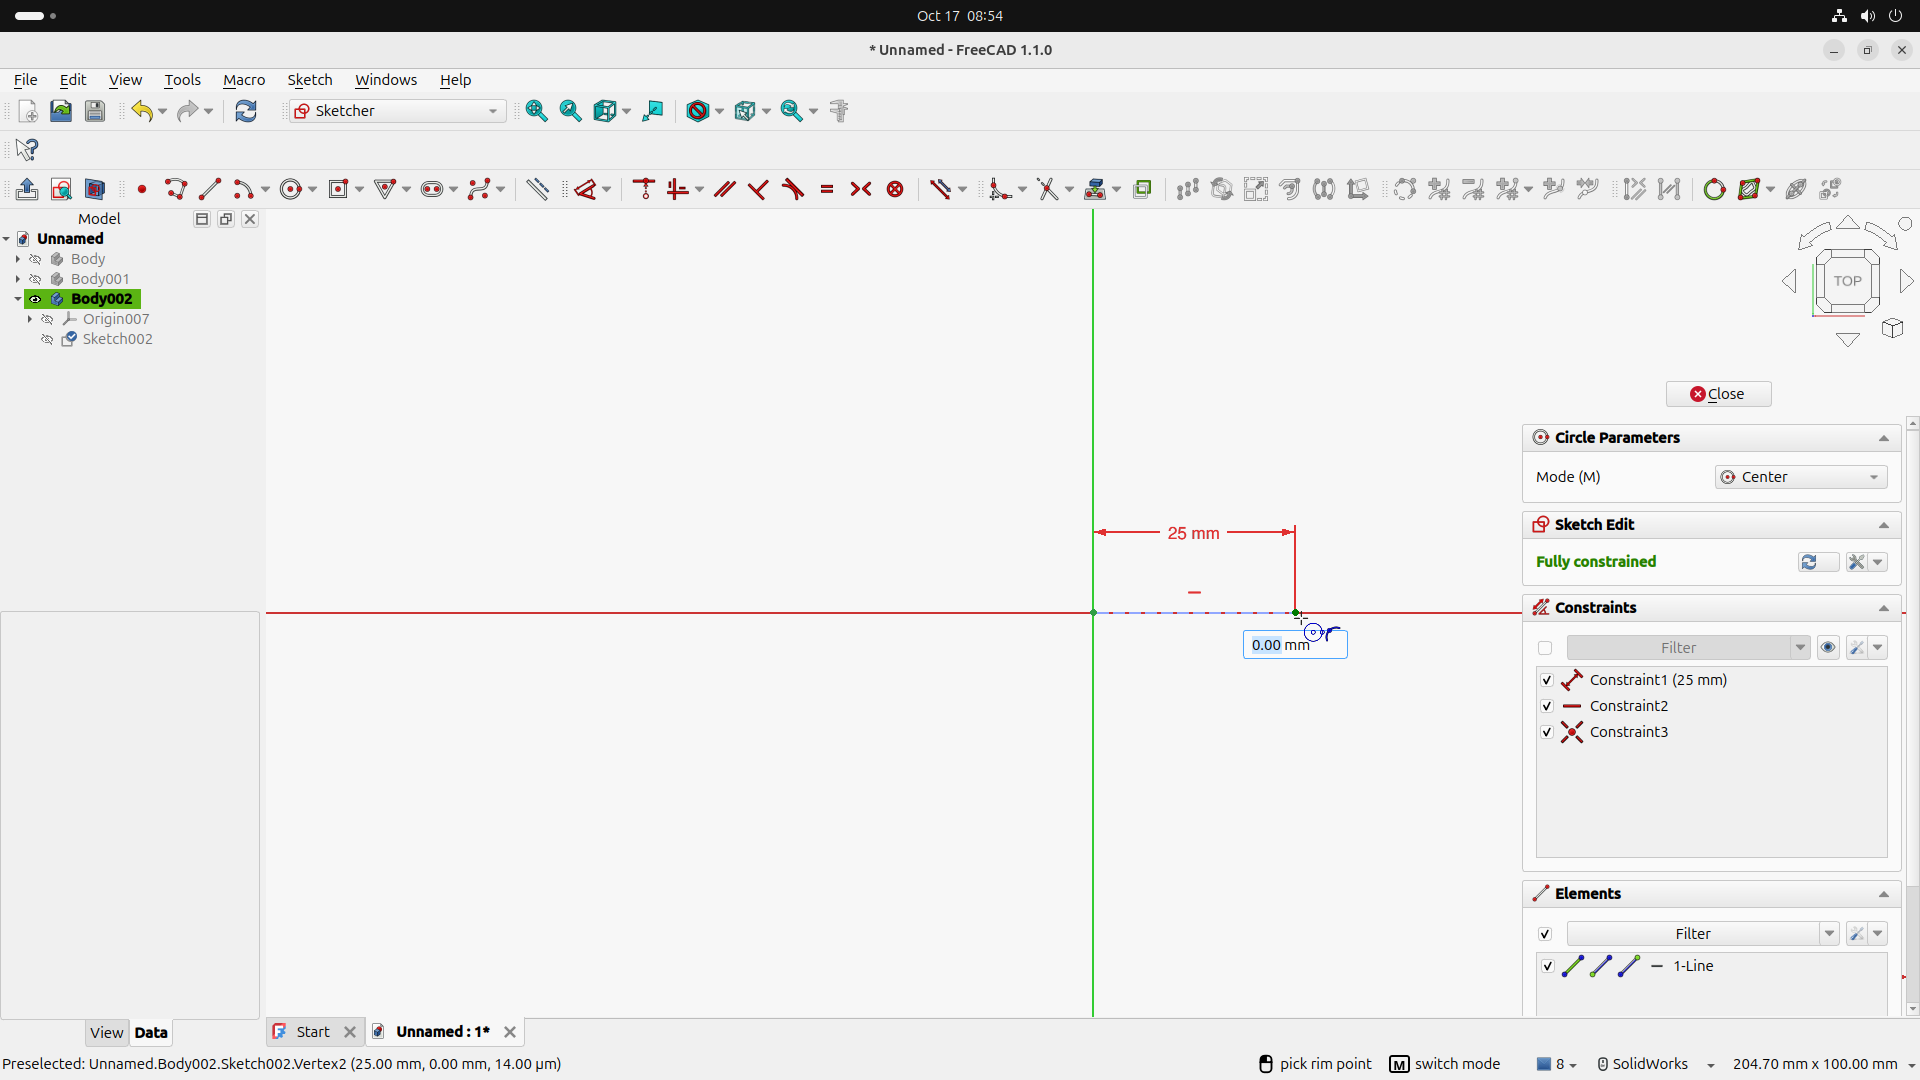 Oct 17 08:54
* Unnamed - FreeCAD 1.1.0
File Edit View Tools Macro Sketch Windows Help
Sketcher
Model
Unnamed
Body
Body001
Body002
Origin007
Sketch002
TOP
Close
Circle Parameters
Mode (M) Center
Sketch Edit
Fully constrained
Constraints
Filter
Constraint1 (25 mm)
Constraint2
Constraint3
Elements
Filter
1-Line
25 mm
0.00 mm
View Data
Start
Unnamed : 1*
Preselected: Unnamed.Body002.Sketch002.Vertex2 (25.00 mm, 0.00 mm, 14.00 µm)
pick rim point M switch mode
8
SolidWorks
204.70 mm x 100.00 mm